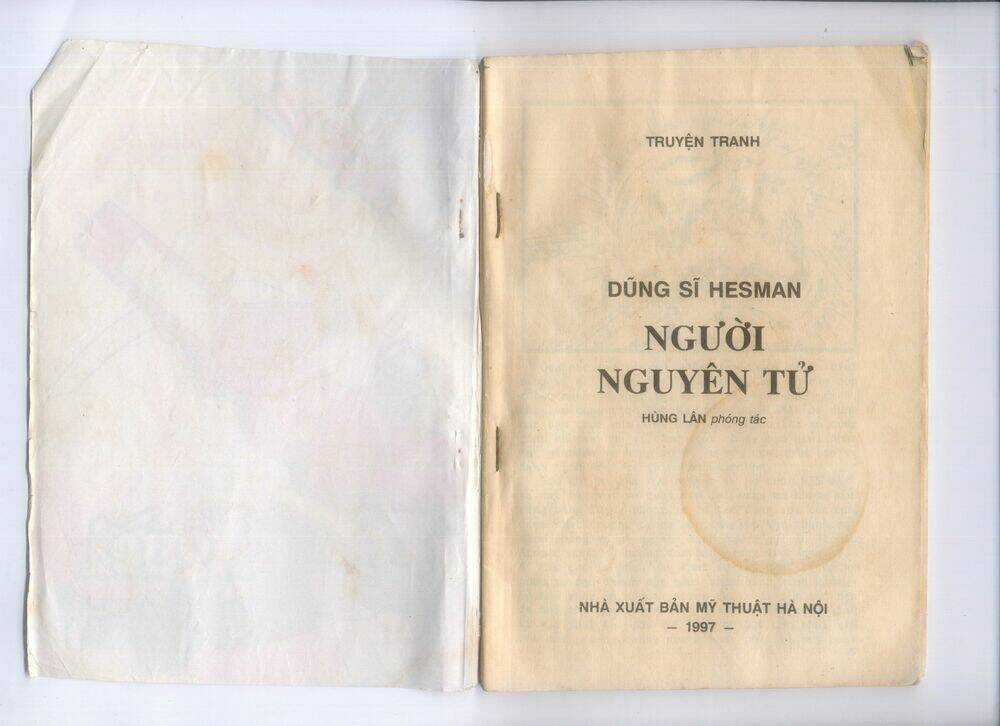 TRUYỆN TRANH
DŨNG SĨ HESMAN
NGƯỜI
NGUYÊN TỬ
HÙNG LÂN phóng tác
NHÀ XUẤT BẢN MỸ THUẬT HÀ NỘI
– 1997 –